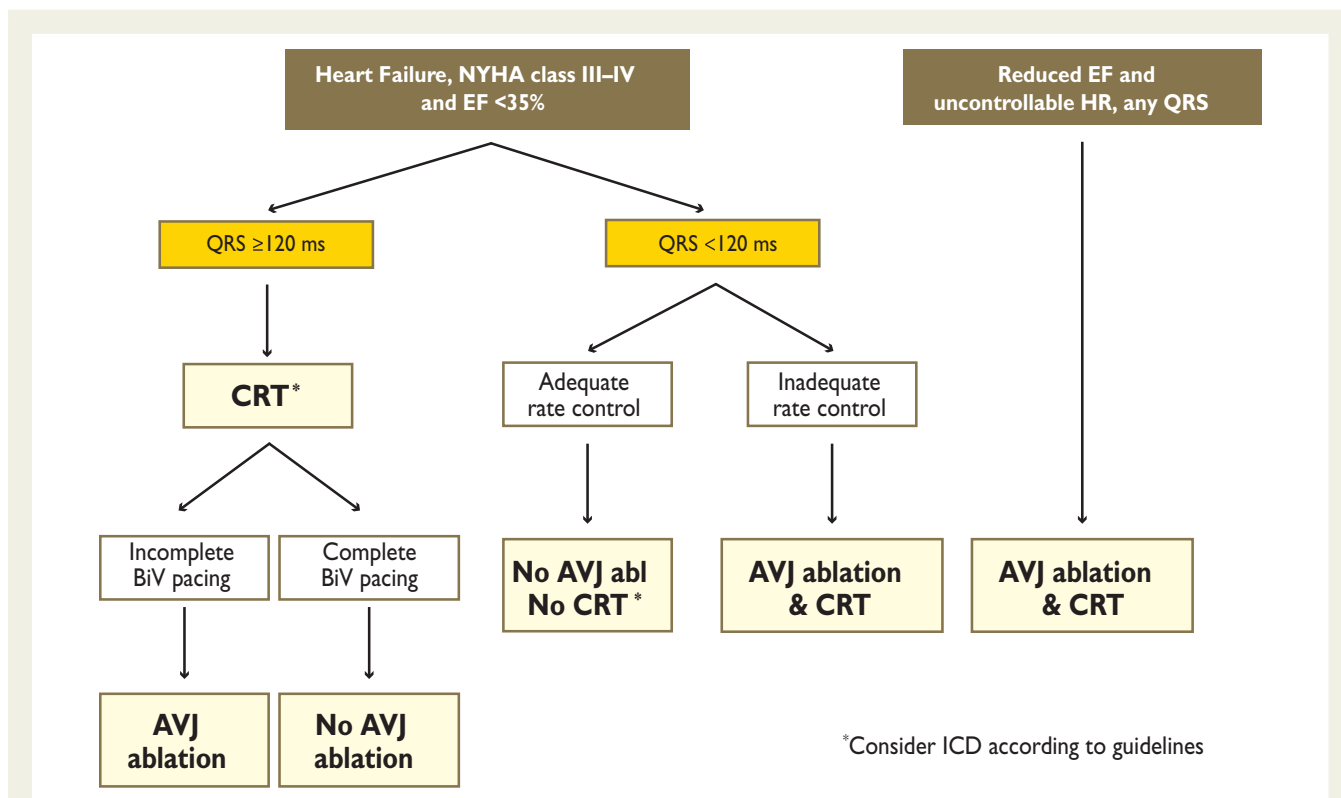 Heart Failure, NYHA class III–IV
and EF <35%
Reduced EF and
uncontrollable HR, any QRS
QRS ≥120 ms
QRS <120 ms
CRT*
Adequate
rate control
Inadequate
rate control
Incomplete
BiV pacing
Complete
BiV pacing
No AVJ abl
No CRT*
AVJ ablation
& CRT
AVJ ablation
& CRT
AVJ
ablation
No AVJ
ablation
*Consider ICD according to guidelines